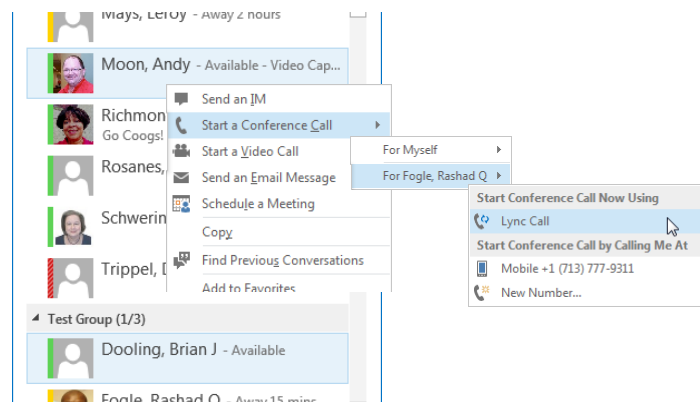 Mays, Leroy - Away 2 hours
Moon, Andy - Available - Video Cap...
Send an IM
Richmon
Go Coogs!
Start a Conference Call
Start a Video Call
For Myself
Rosanes,
Send an Email Message
For Fogle, Rashad Q
Schedule a Meeting
Start Conference Call Now Using
Schwerin
Lync Call
Copy
Start Conference Call by Calling Me At
Find Previous Conversations
Trippel,
Mobile +1 (713) 777-9311
Add to Favorites
New Number...
Test Group (1/3)
Dooling, Brian J - Available
Fogle, Rashad Q - Away 15 mins